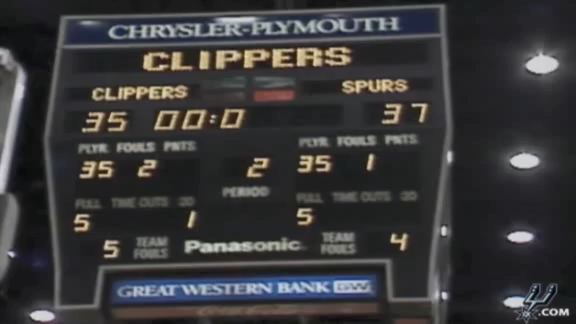 CHRYSLER-PLYMOUTH
CLIPPERS
CLIPPERS SPURS
35 00:0 37
PLYR FOULS PNTS PLYR FOULS PNTS
35 2 2 35 1
PERIOD
FULL TIME OUTS :20 FULL TIME OUTS :20
5 1 5
5 TEAM FOULS Panasonic TEAM FOULS 4
GREAT WESTERN BANK GW
.COM